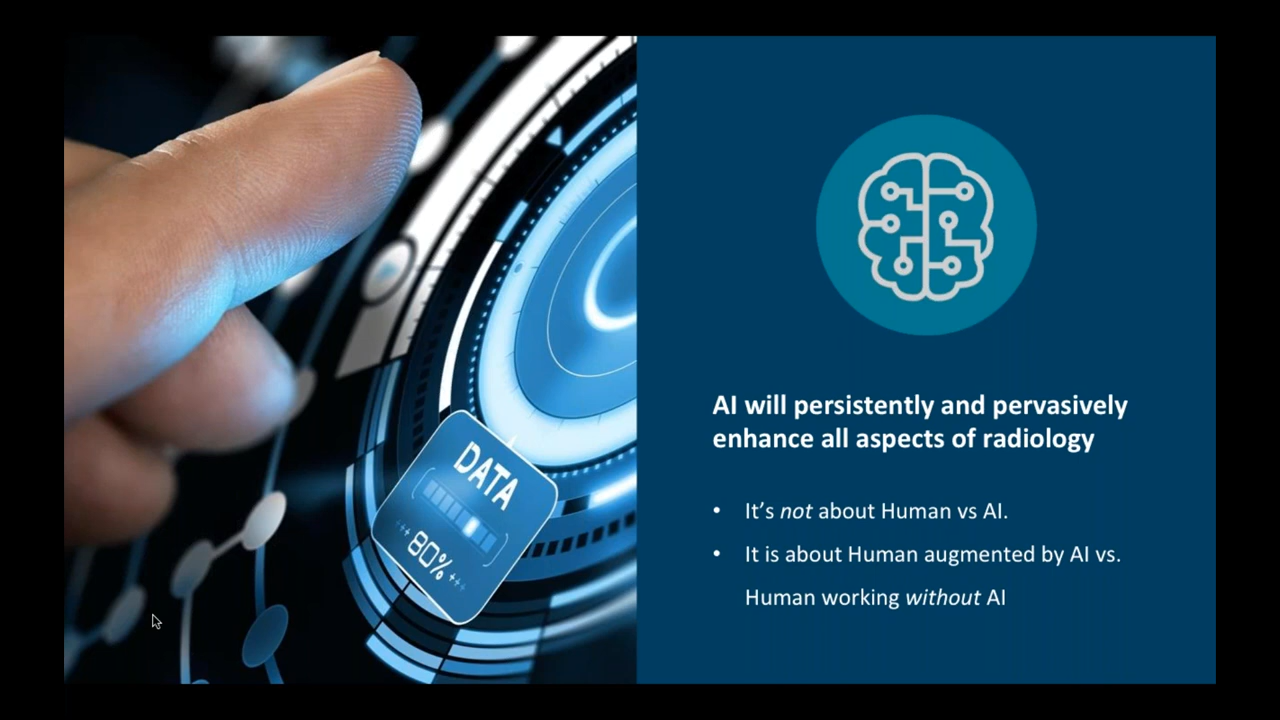 DATA
80%
AI will persistently and pervasively
enhance all aspects of radiology
• It's not about Human vs AI.
• It is about Human augmented by AI vs.
Human working without AI